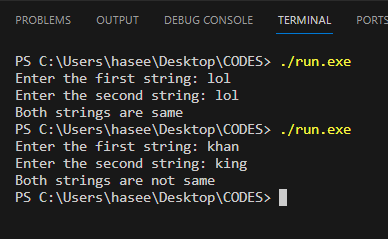 PROBLEMS OUTPUT DEBUG CONSOLE TERMINAL PORTS
PS C:\Users\hasee\Desktop\CODES> ./run.exe
Enter the first string: lol
Enter the second string: lol
Both strings are same
PS C:\Users\hasee\Desktop\CODES> ./run.exe
Enter the first string: khan
Enter the second string: king
Both strings are not same
PS C:\Users\hasee\Desktop\CODES>